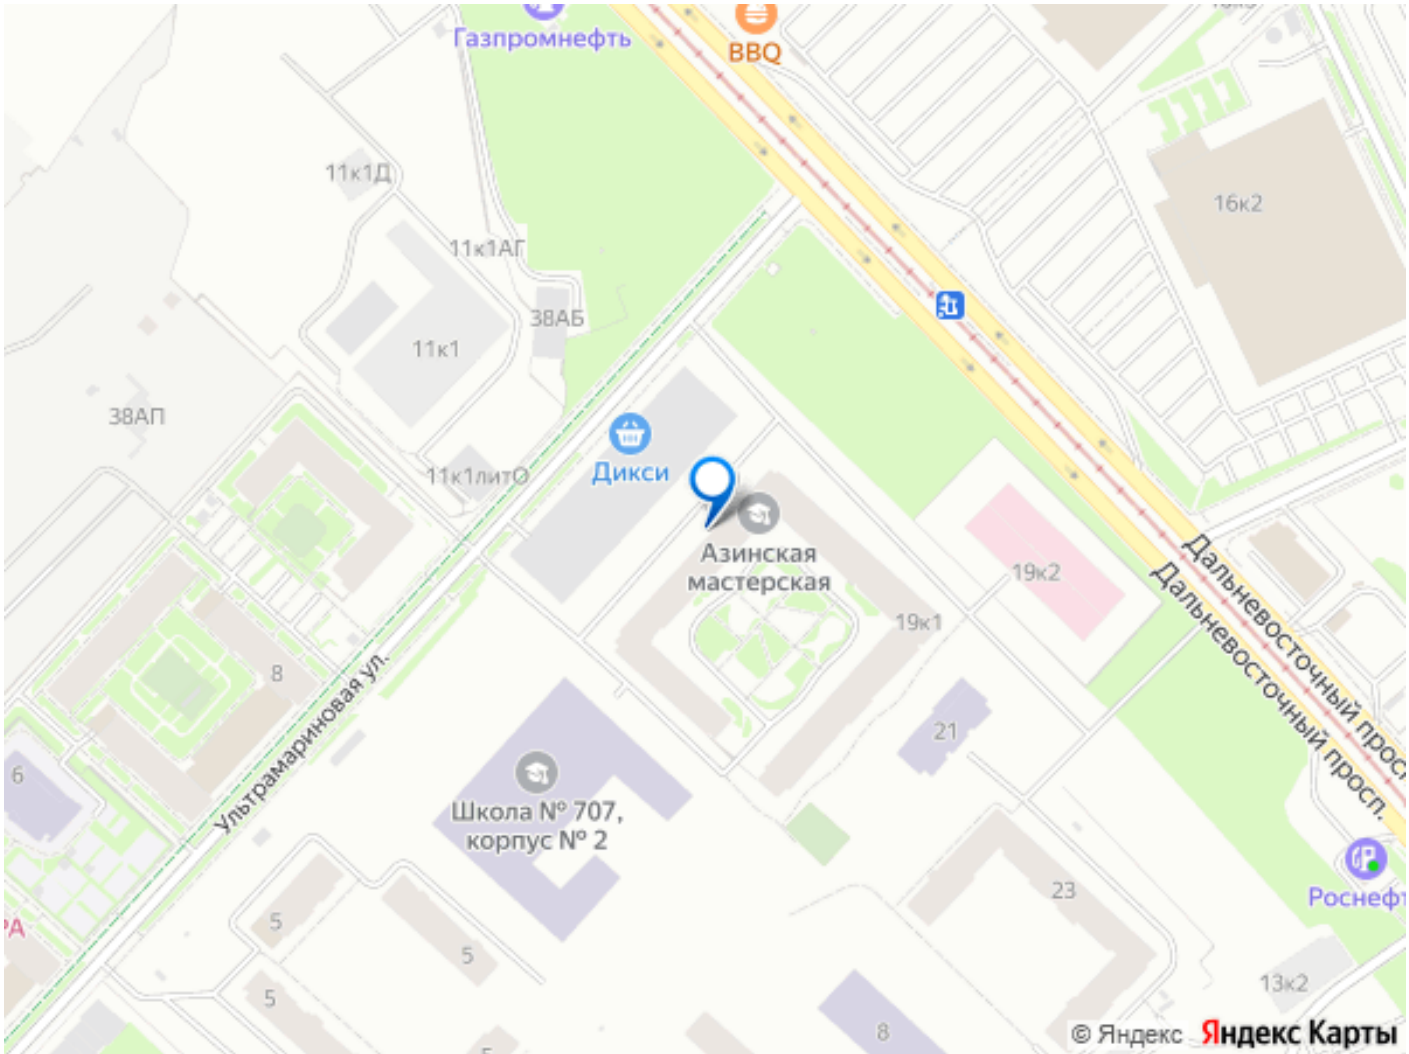 Газпромнефть
BBQ
11к1Д
16к2
11к1АГ
38АБ
11к1
38АП
Дикси
11к1литО
Азинская
мастерская
19к2
19к1
Дальневосточный просп.
Дальневосточный просп.
8
Ультрамариновая ул.
21
6
Школа № 707,
корпус № 2
23
Роснефт
РА
5
5
5
13к2
8
© Яндекс Яндекс Карты